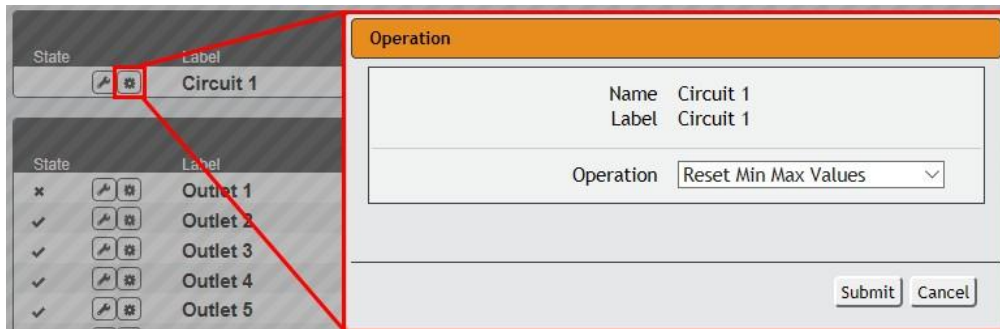 State Label
Circuit 1
State Label
Outlet 1
Outlet 2
Outlet 3
Outlet 4
Outlet 5
Operation
Name Circuit 1
Label Circuit 1
Operation Reset Min Max Values
Submit Cancel